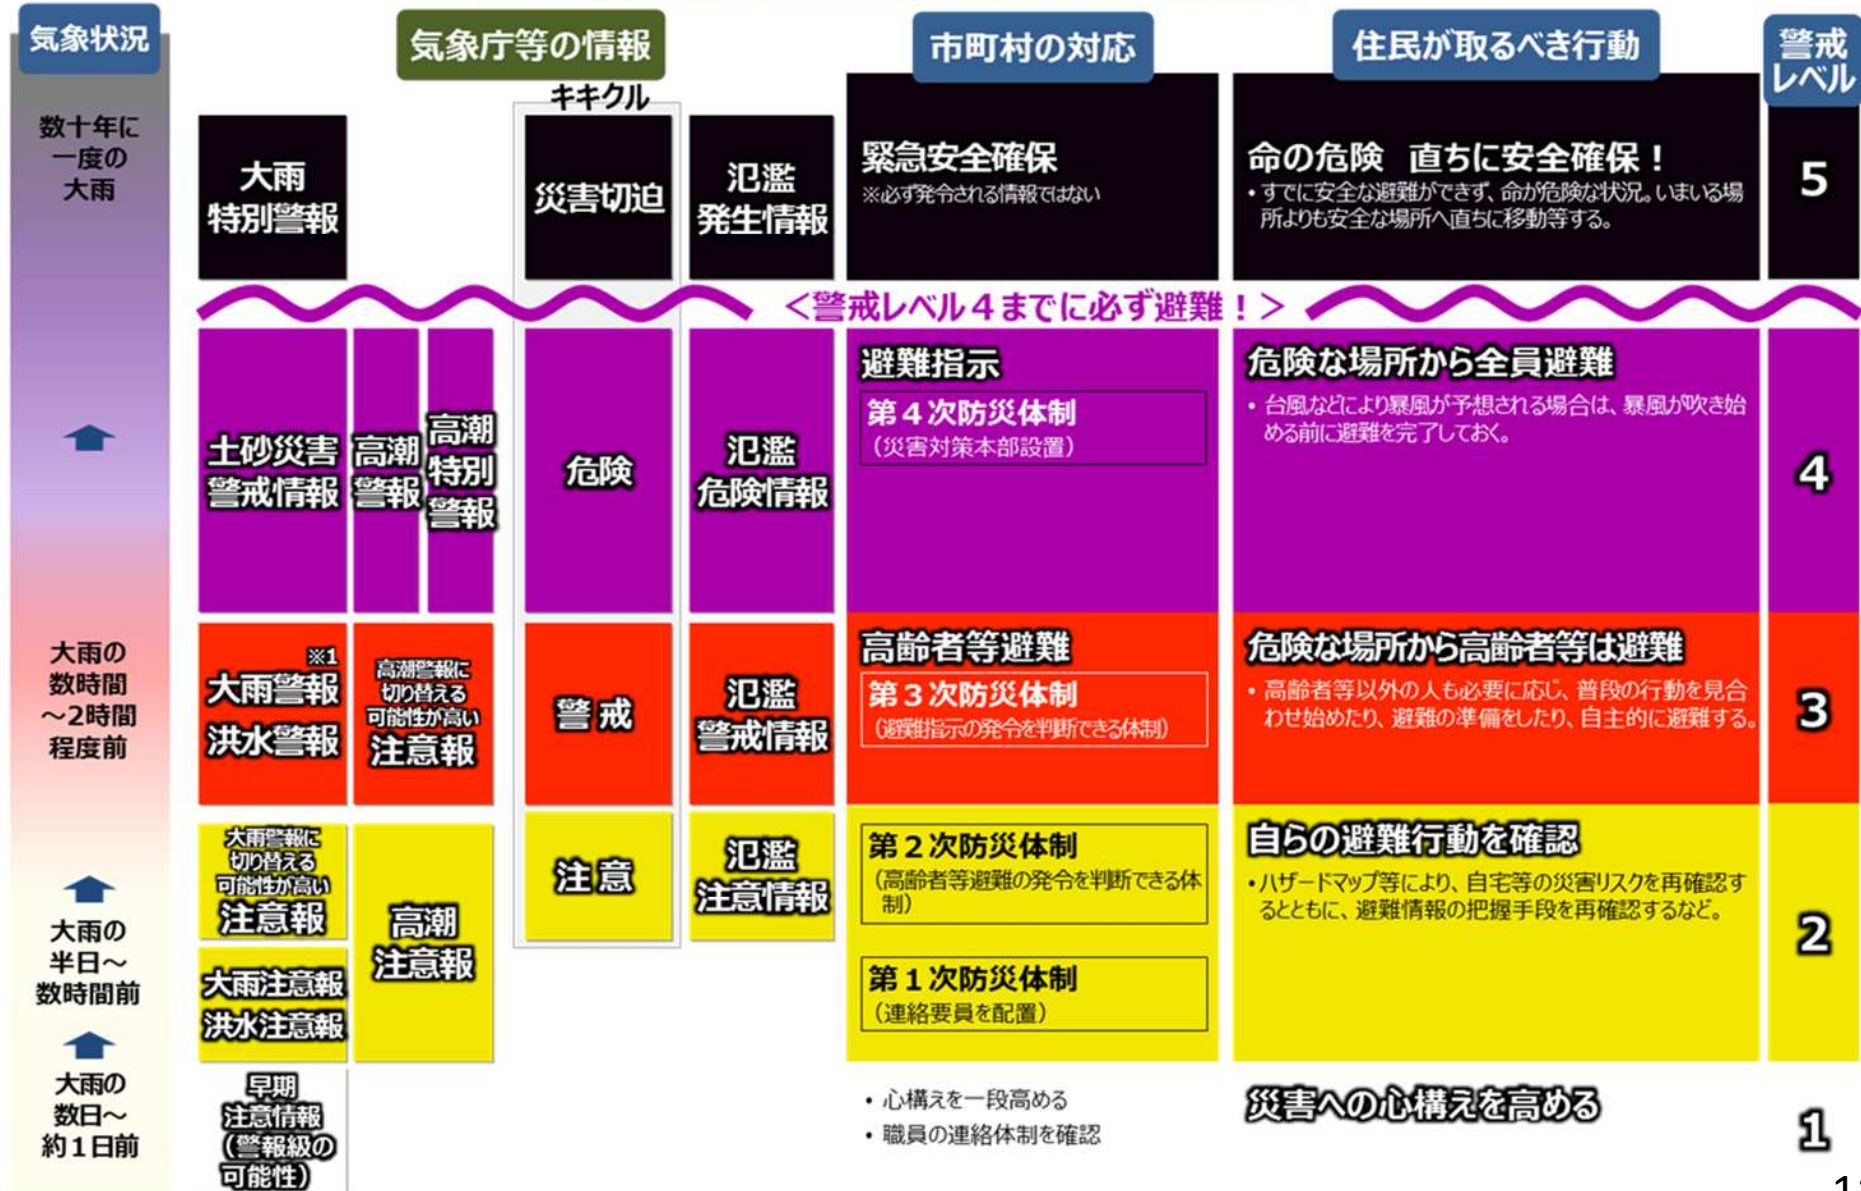 気象状況
気象庁等の情報
市町村の対応
住民が取るべき行動
警戒
レベル
キキクル
数十年に
一度の
大雨
大雨
特別警報
災害切迫
氾濫
発生情報
緊急安全確保
※必ず発令される情報ではない
命の危険 直ちに安全確保！
・すでに安全な避難ができず、命が危険な状況。いまいる場
所よりも安全な場所へ直ちに移動等する。
5
＜警戒レベル４までに必ず避難！＞
土砂災害
警戒情報
高潮
警報
高潮
特別
警報
危険
氾濫
危険情報
避難指示
第４次防災体制
（災害対策本部設置）
危険な場所から全員避難
・台風などにより暴風が予想される場合は、暴風が吹き始
める前に避難を完了しておく。
4
大雨の
数時間
～2時間
程度前
※1
大雨警報
洪水警報
高潮警報に
切り替える
可能性が高い
注意報
警戒
氾濫
警戒情報
高齢者等避難
第３次防災体制
（避難指示の発令を判断できる体制）
危険な場所から高齢者等は避難
・高齢者等以外の人も必要に応じ、普段の行動を見合
わせ始めたり、避難の準備をしたり、自主的に避難する。
3
大雨の
半日～
数時間前
大雨警報に
切り替える
可能性が高い
注意報
大雨注意報
洪水注意報
高潮
注意報
注意
氾濫
注意情報
第２次防災体制
（高齢者等避難の発令を判断できる体
制）
第１次防災体制
（連絡要員を配置）
自らの避難行動を確認
・ハザードマップ等により、自宅等の災害リスクを再確認す
るとともに、避難情報の把握手段を再確認するなど。
2
大雨の
数日～
約１日前
早期
注意情報
（警報級の
可能性）
・心構えを一段高める
・職員の連絡体制を確認
災害への心構えを高める
1